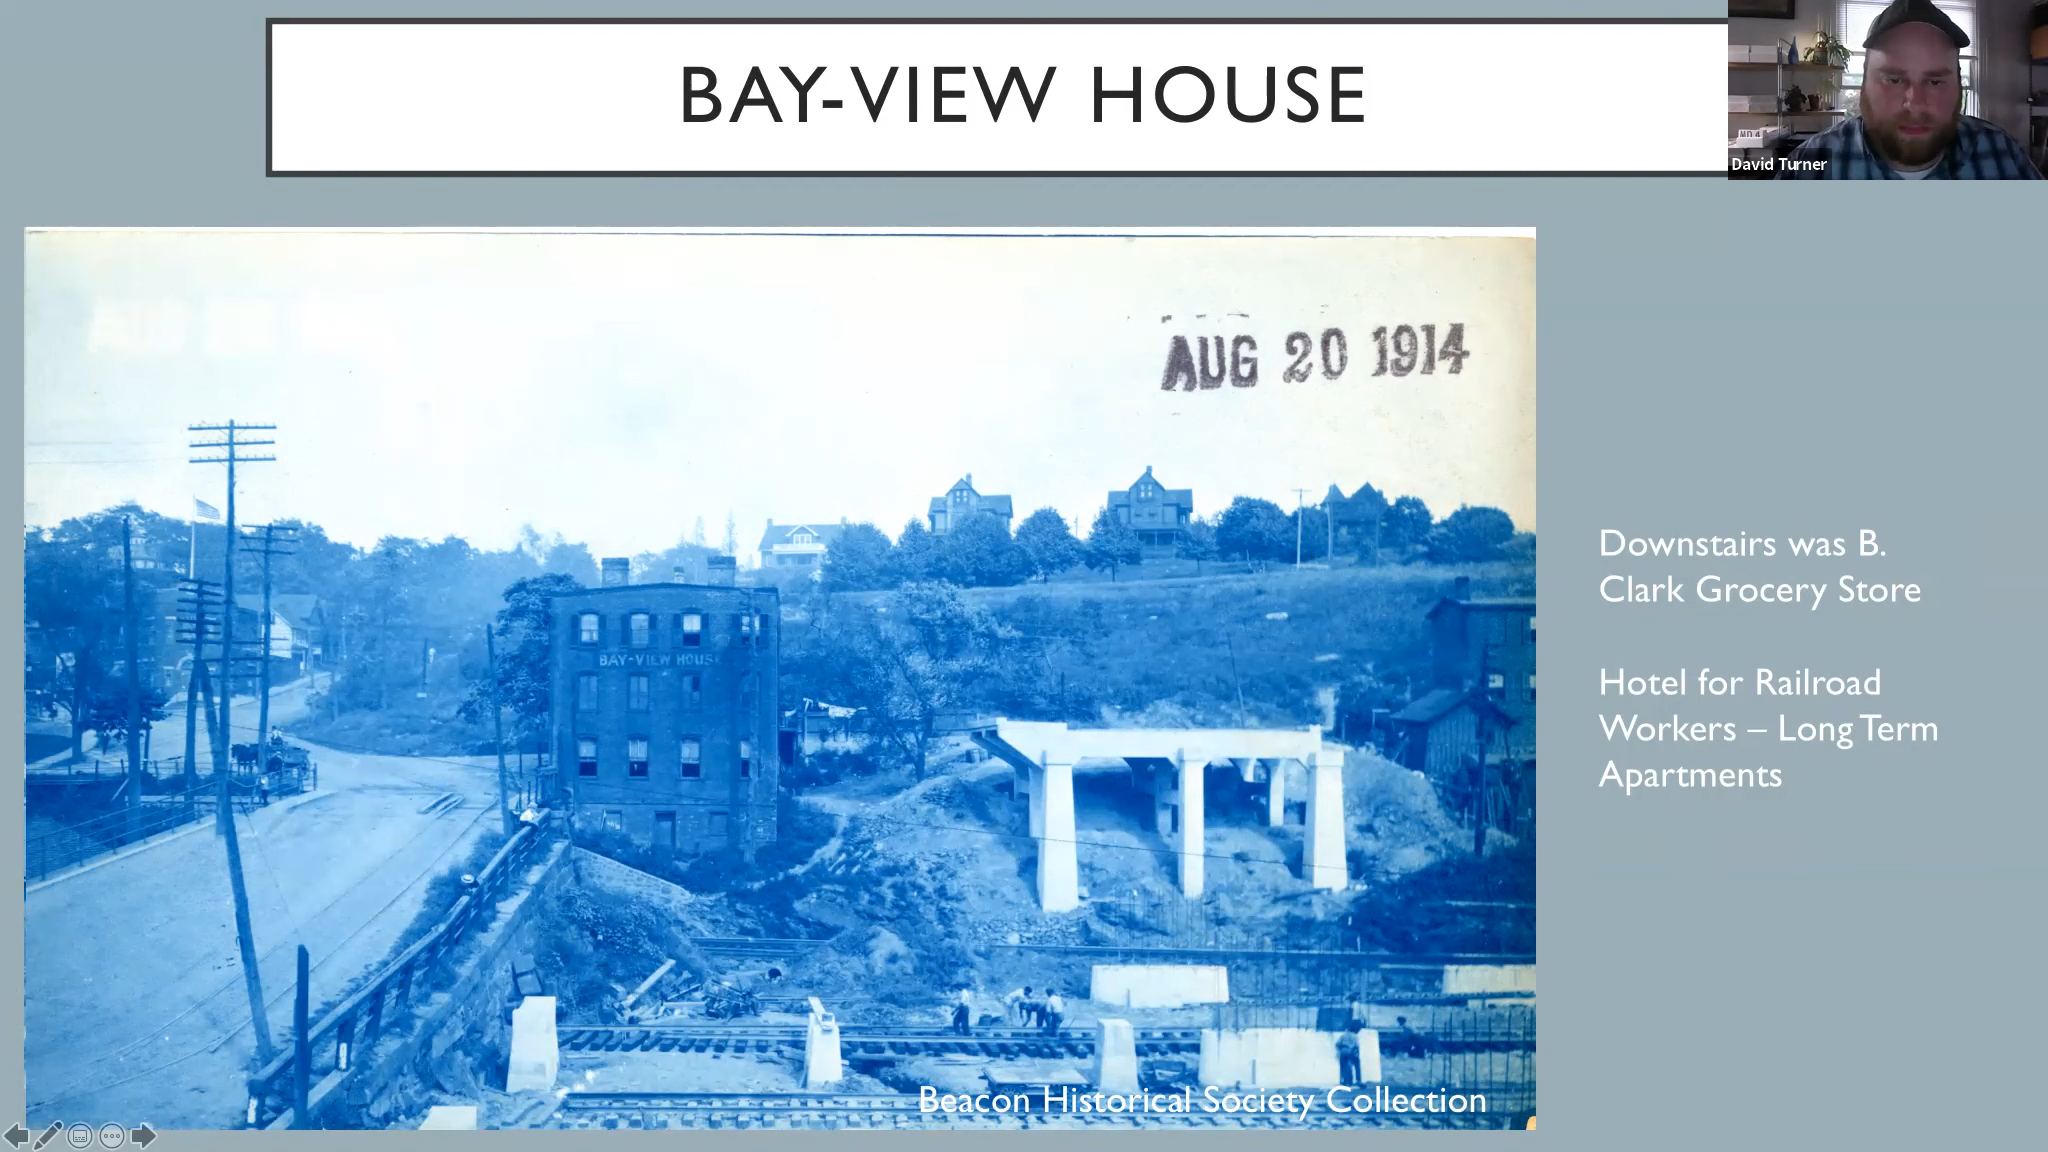 BAY-VIEW HOUSE
David Turner
AUG 20 1914
BAY-VIEW HOUSE
Downstairs was B.
Clark Grocery Store
Hotel for Railroad
Workers – Long Term
Apartments
Beacon Historical Society Collection